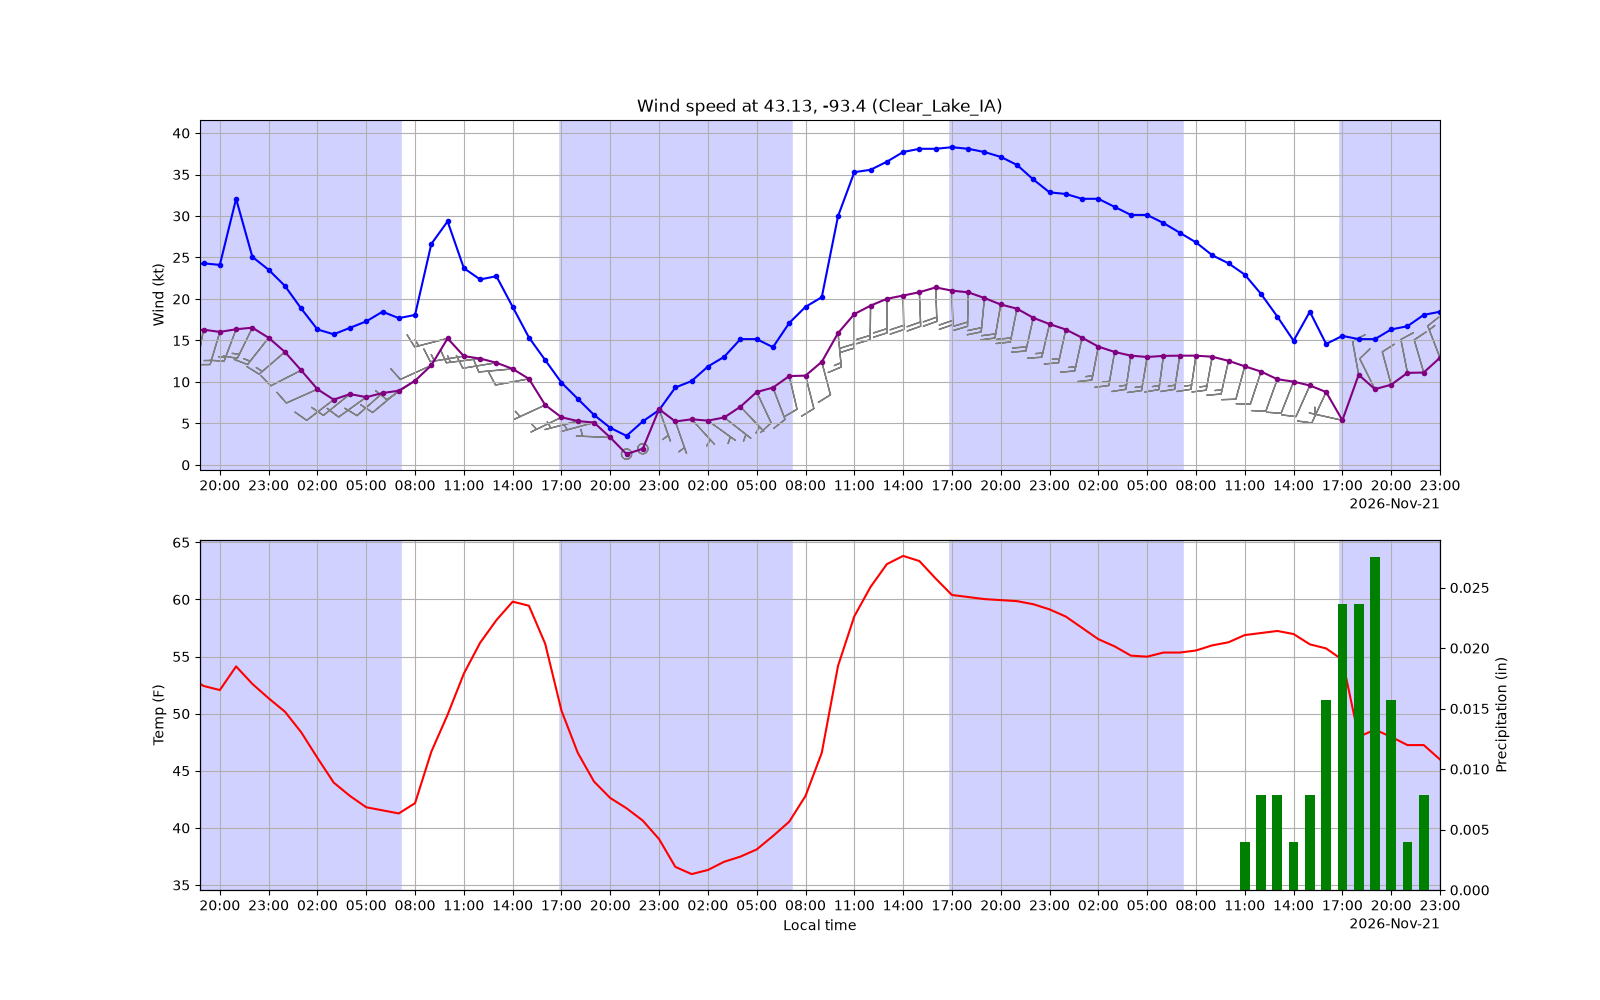 Wind speed at 43.13, -93.4 (Clear_Lake_IA)
40
35
30
25
20
15
10
5
0
Wind (kt)
20:00 23:00 02:00 05:00 08:00 11:00 14:00 17:00 20:00 23:00 02:00 05:00 08:00 11:00 14:00 17:00 20:00 23:00 02:00 05:00 08:00 11:00 14:00 17:00 20:00 23:00
2026-Nov-21
65
60
55
50
45
40
35
Temp (F)
0.025
0.020
0.015
0.010
0.005
0.000
Precipitation (in)
20:00 23:00 02:00 05:00 08:00 11:00 14:00 17:00 20:00 23:00 02:00 05:00 08:00 11:00 14:00 17:00 20:00 23:00 02:00 05:00 08:00 11:00 14:00 17:00 20:00 23:00
Local time
2026-Nov-21